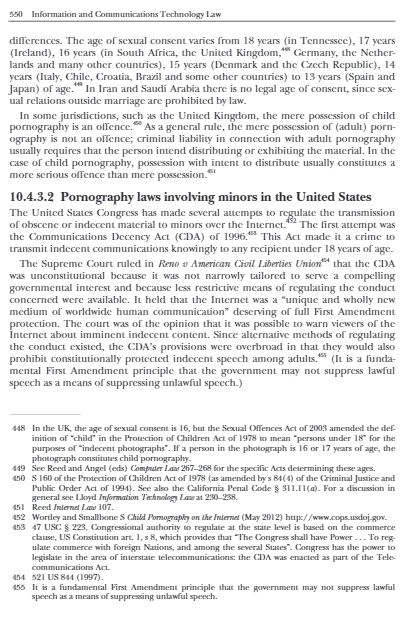 550 Information and Communications Technology Law
differences. The age of sexual consent varies from 18 years (in Tennessee), 17 years
(Ireland), 16 years (in South Africa, the United Kingdom,448 Germany, the Nether-
lands and many other countries), 15 years (Denmark and the Czech Republic), 14
years (Italy, Chile, Croatia, Brazil and some other countries) to 13 years (Spain and
Japan) of age.449 In Iran and Saudi Arabia there is no legal age of consent, since sex-
ual relations outside marriage are prohibited by law.
In some jurisdictions, such as the United Kingdom, the mere possession of child
pornography is an offence.450 As a general rule, the mere possession of (adult) porn-
ography is not an offence; criminal liability in connection with adult pornography
usually requires that the person intend distributing or exhibiting the material. In the
case of child pornography, possession with intent to distribute usually constitutes a
more serious offence than mere possession.451
10.4.3.2 Pornography laws involving minors in the United States
The United States Congress has made several attempts to regulate the transmission
of obscene or indecent material to minors over the Internet.452 The first attempt was
the Communications Decency Act (CDA) of 1996.453 This Act made it a crime to
transmit indecent communications knowingly to any recipient under 18 years of age.
The Supreme Court ruled in Reno v American Civil Liberties Union454 that the CDA
was unconstitutional because it was not narrowly tailored to serve a compelling
governmental interest and because less restrictive means of regulating the conduct
concerned were available. It held that the Internet was a “unique and wholly new
medium of worldwide human communication” deserving of full First Amendment
protection. The court was of the opinion that it was possible to warn viewers of the
Internet about imminent indecent content. Since alternative methods of regulating
the conduct existed, the CDA’s provisions were overbroad in that they would also
prohibit constitutionally protected indecent speech among adults.455 (It is a funda-
mental First Amendment principle that the government may not suppress lawful
speech as a means of suppressing unlawful speech.)
448 In the UK, the age of sexual consent is 16, but the Sexual Offences Act of 2003 amended the def-
inition of “child” in the Protection of Children Act of 1978 to mean “persons under 18” for the
purposes of “indecent photographs”. If a person in the photograph is 16 or 17 years of age, the
photograph constitutes child pornography.
449 See Reed and Angel (eds) Computer Law 267–268 for the specific Acts determining these ages.
450 S 160 of the Protection of Children Act of 1978 (as amended by s 84(4) of the Criminal Justice and
Public Order Act of 1994). See also the California Penal Code § 311.11(a). For a discussion in
general see Lloyd Information Technology Law at 230–238.
451 Reed Internet Law 107.
452 Wortley and Smallbone S Child Pornography on the Internet (May 2012) http://www.cops.usdoj.gov.
453 47 USC § 223. Congressional authority to regulate at the state level is based on the commerce
clause, US Constitution art. 1, s 8, which provides that “The Congress shall have Power . . . To reg-
ulate commerce with foreign Nations, and among the several States”. Congress has the power to
legislate in the area of interstate telecommunications: the CDA was enacted as part of the Tele-
communications Act.
454 521 US 844 (1997).
455 It is a fundamental First Amendment principle that the government may not suppress lawful
speech as a means of suppressing unlawful speech.